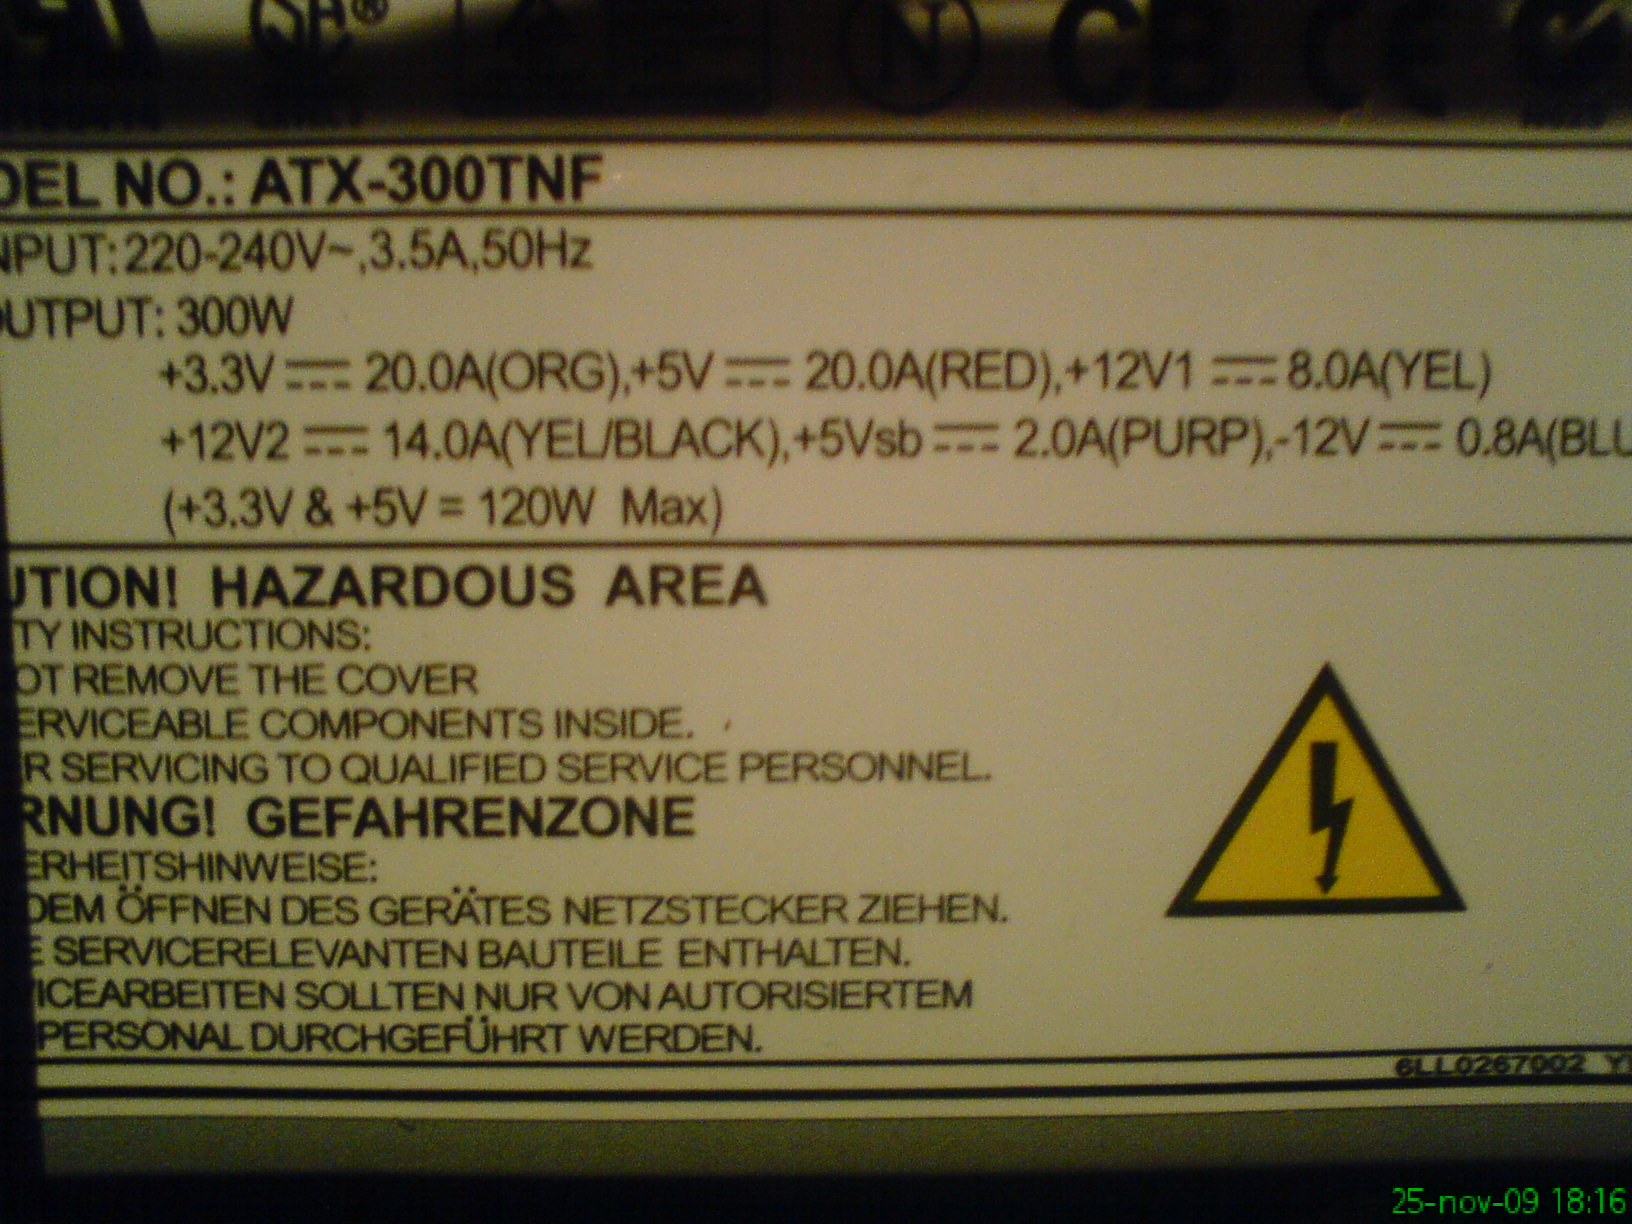 DEL NO.: ATX-300TNF
NPUT: 220-240V~,3.5A,50Hz
OUTPUT: 300W
+3.3V ⎓ 20.0A(ORG),+5V ⎓ 20.0A(RED),+12V1 ⎓ 8.0A(YEL)
+12V2 ⎓ 14.0A(YEL/BLACK),+5Vsb ⎓ 2.0A(PURP),-12V ⎓ 0.8A(BLU
(+3.3V & +5V = 120W Max)
UTION! HAZARDOUS AREA
TY INSTRUCTIONS:
OT REMOVE THE COVER
ERVICEABLE COMPONENTS INSIDE.
R SERVICING TO QUALIFIED SERVICE PERSONNEL.
RNUNG! GEFAHRENZONE
ERHEITSHINWEISE:
DEM ÖFFNEN DES GERÄTES NETZSTECKER ZIEHEN.
E SERVICERELEVANTEN BAUTEILE ENTHALTEN.
ICEARBEITEN SOLLTEN NUR VON AUTORISIERTEM
PERSONAL DURCHGEFÜHRT WERDEN.
6LL0267002
25-nov-09 18:16